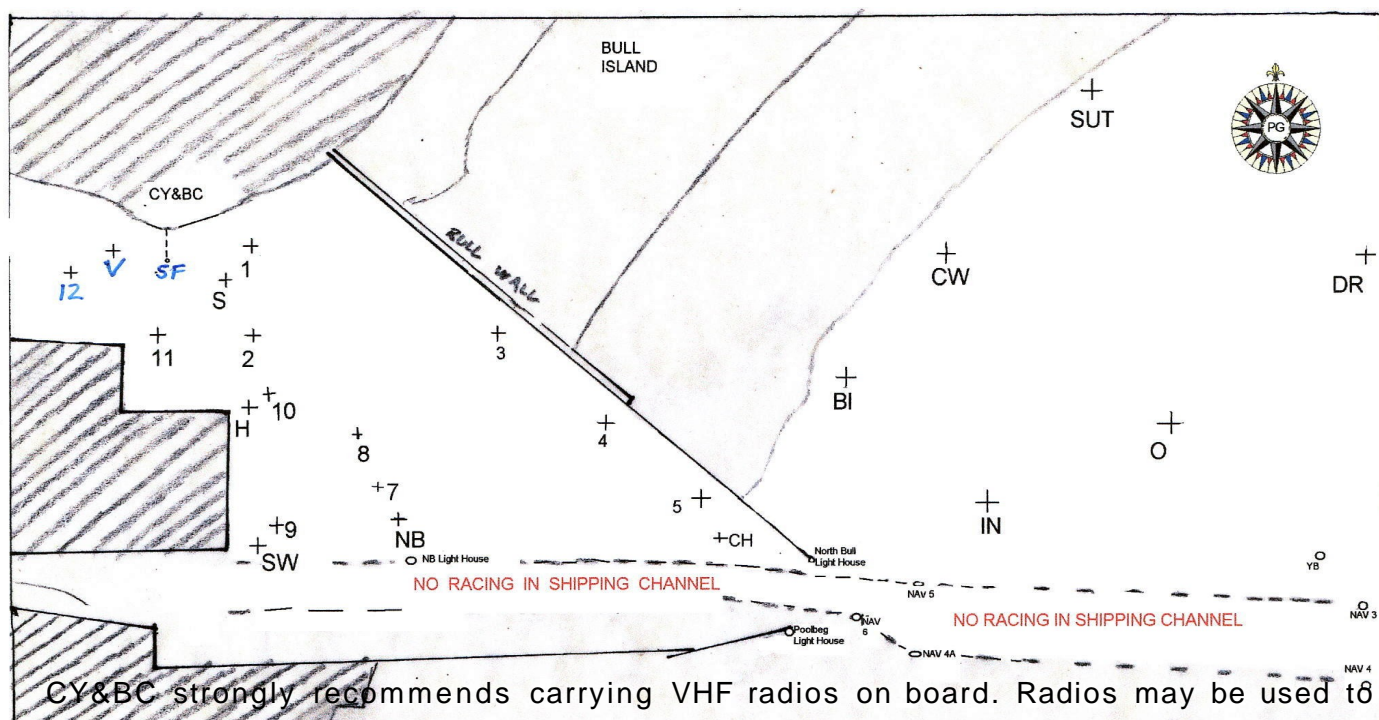 BULL
ISLAND
SUT
PG
CY&BC
BULL WALL
1
V
SF
12
S
CW
DR
11
2
3
BI
10
H
4
O
8
7
5
IN
9
NB
SW
CH
NB Light House
North Bull
Light House
YB
NO RACING IN SHIPPING CHANNEL
NAv 5
NAV 3
NAV
6
NO RACING IN SHIPPING CHANNEL
Poolbeg
Light House
NAV 4A
NAV 4
CY&BC strongly recommends carrying VHF radios on board. Radios may be used to